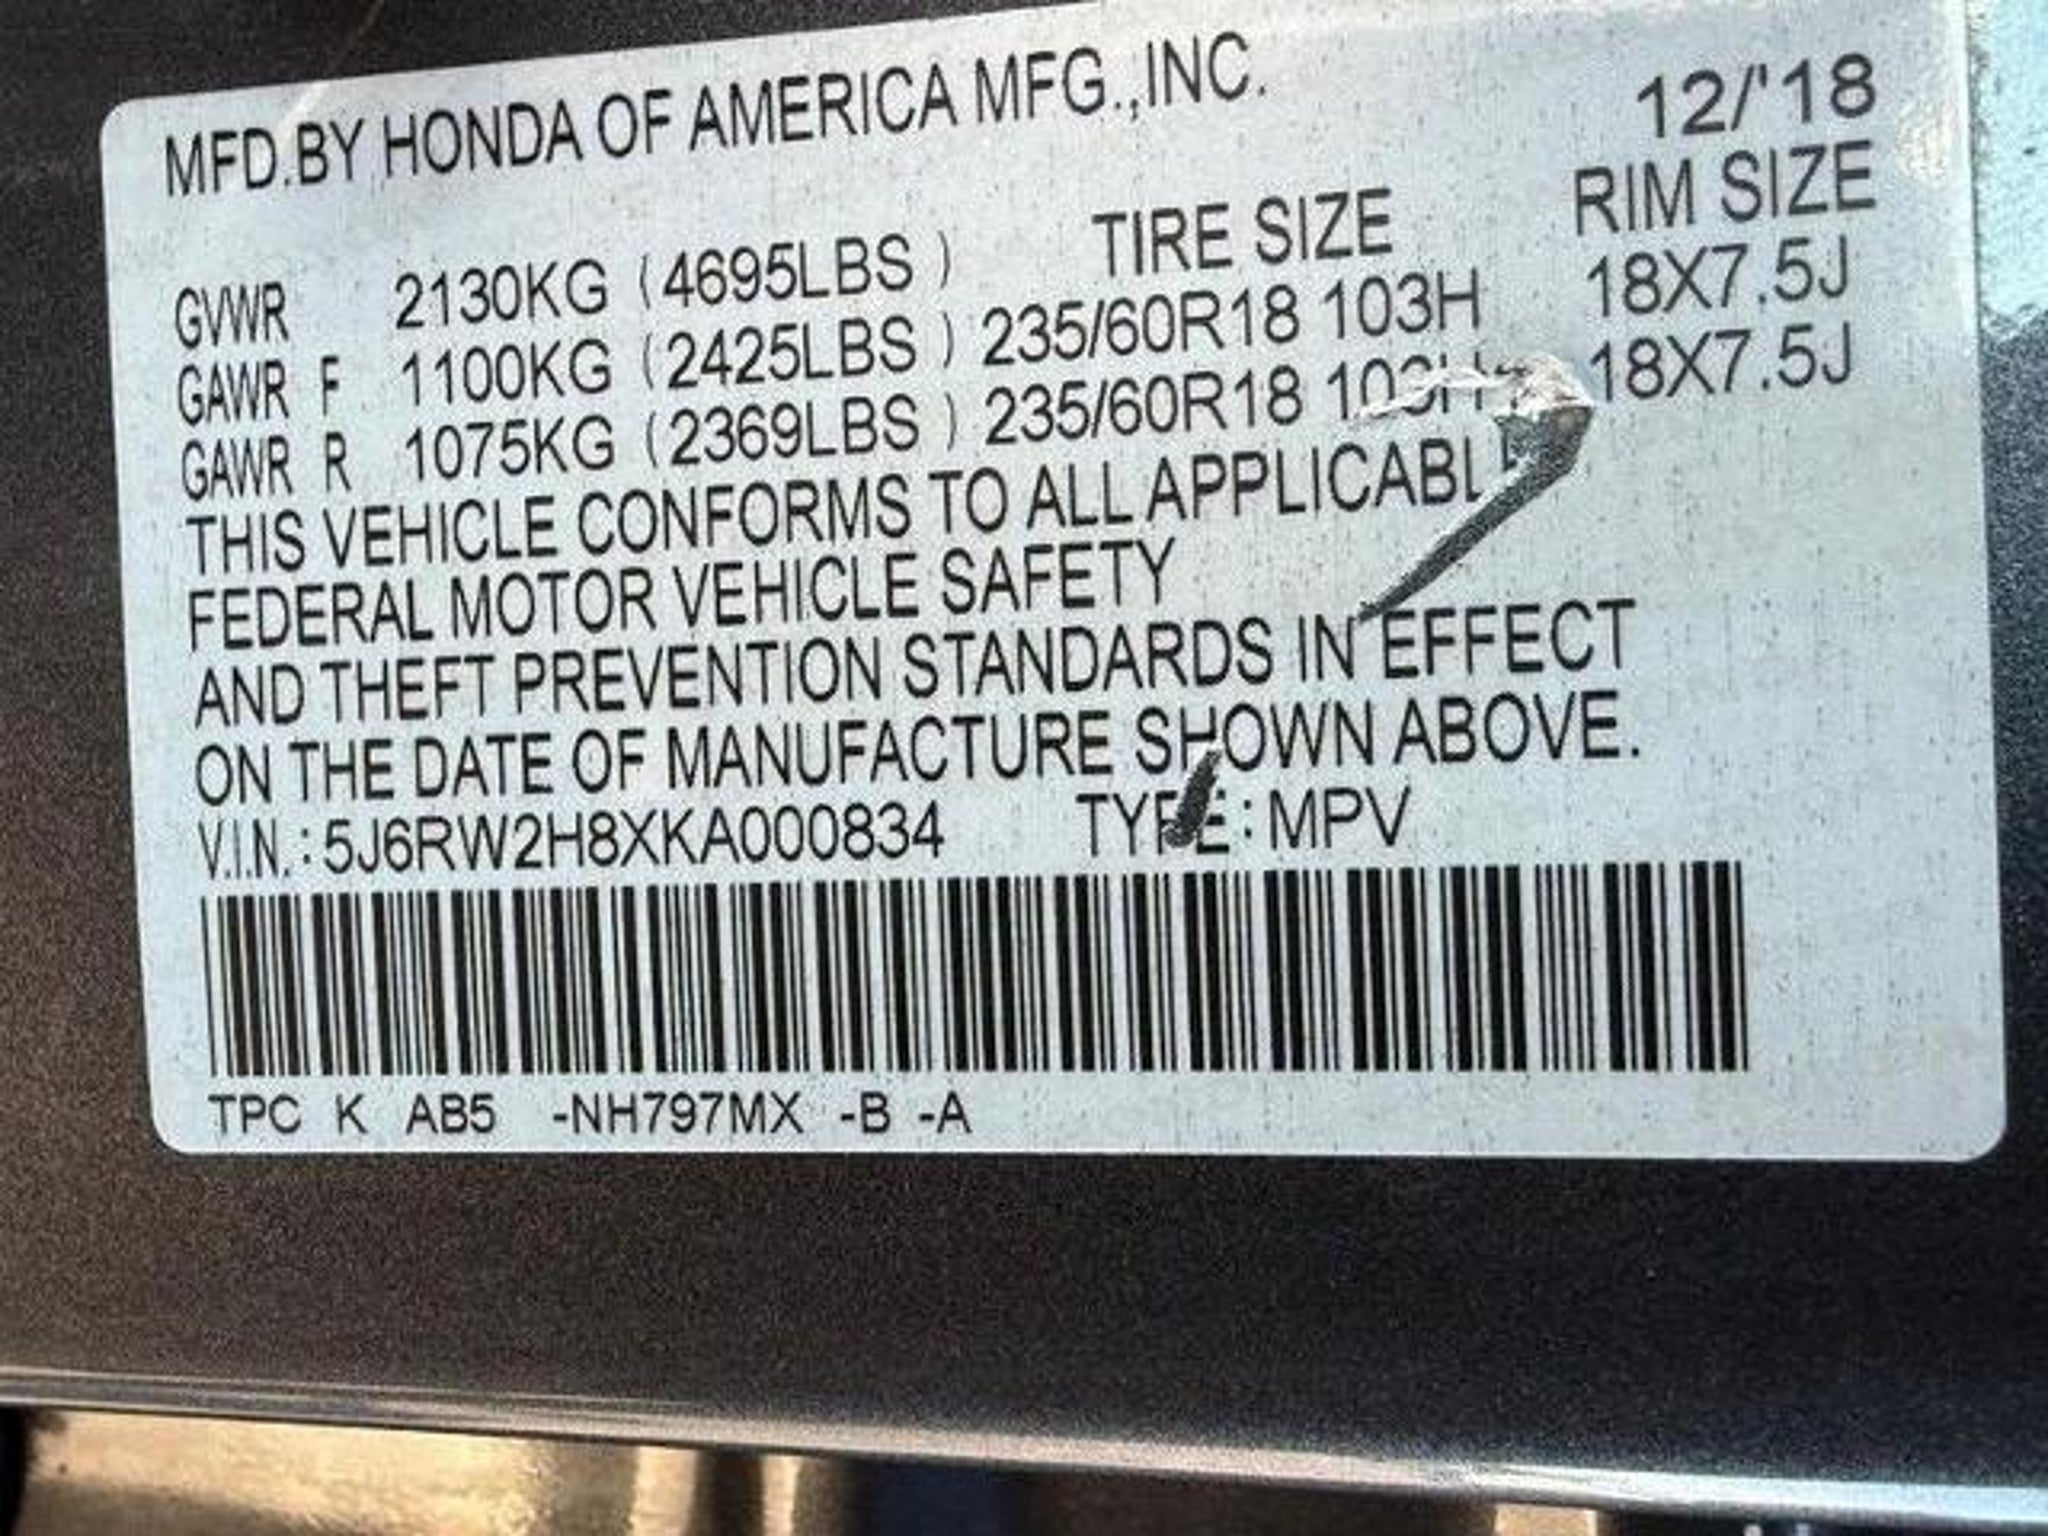 MFD.BY HONDA OF AMERICA MFG.,INC. 12/'18
TIRE SIZE RIM SIZE
GVWR 2130KG (4695LBS )
GAWR F 1100KG (2425LBS ) 235/60R18 103H 18X7.5J
GAWR R 1075KG (2369LBS ) 235/60R18 103H 18X7.5J
THIS VEHICLE CONFORMS TO ALL APPLICABLE
FEDERAL MOTOR VEHICLE SAFETY
AND THEFT PREVENTION STANDARDS IN EFFECT
ON THE DATE OF MANUFACTURE SHOWN ABOVE.
V.I.N.: 5J6RW2H8XKA000834 TYPE: MPV
TPC K AB5 -NH797MX -B -A